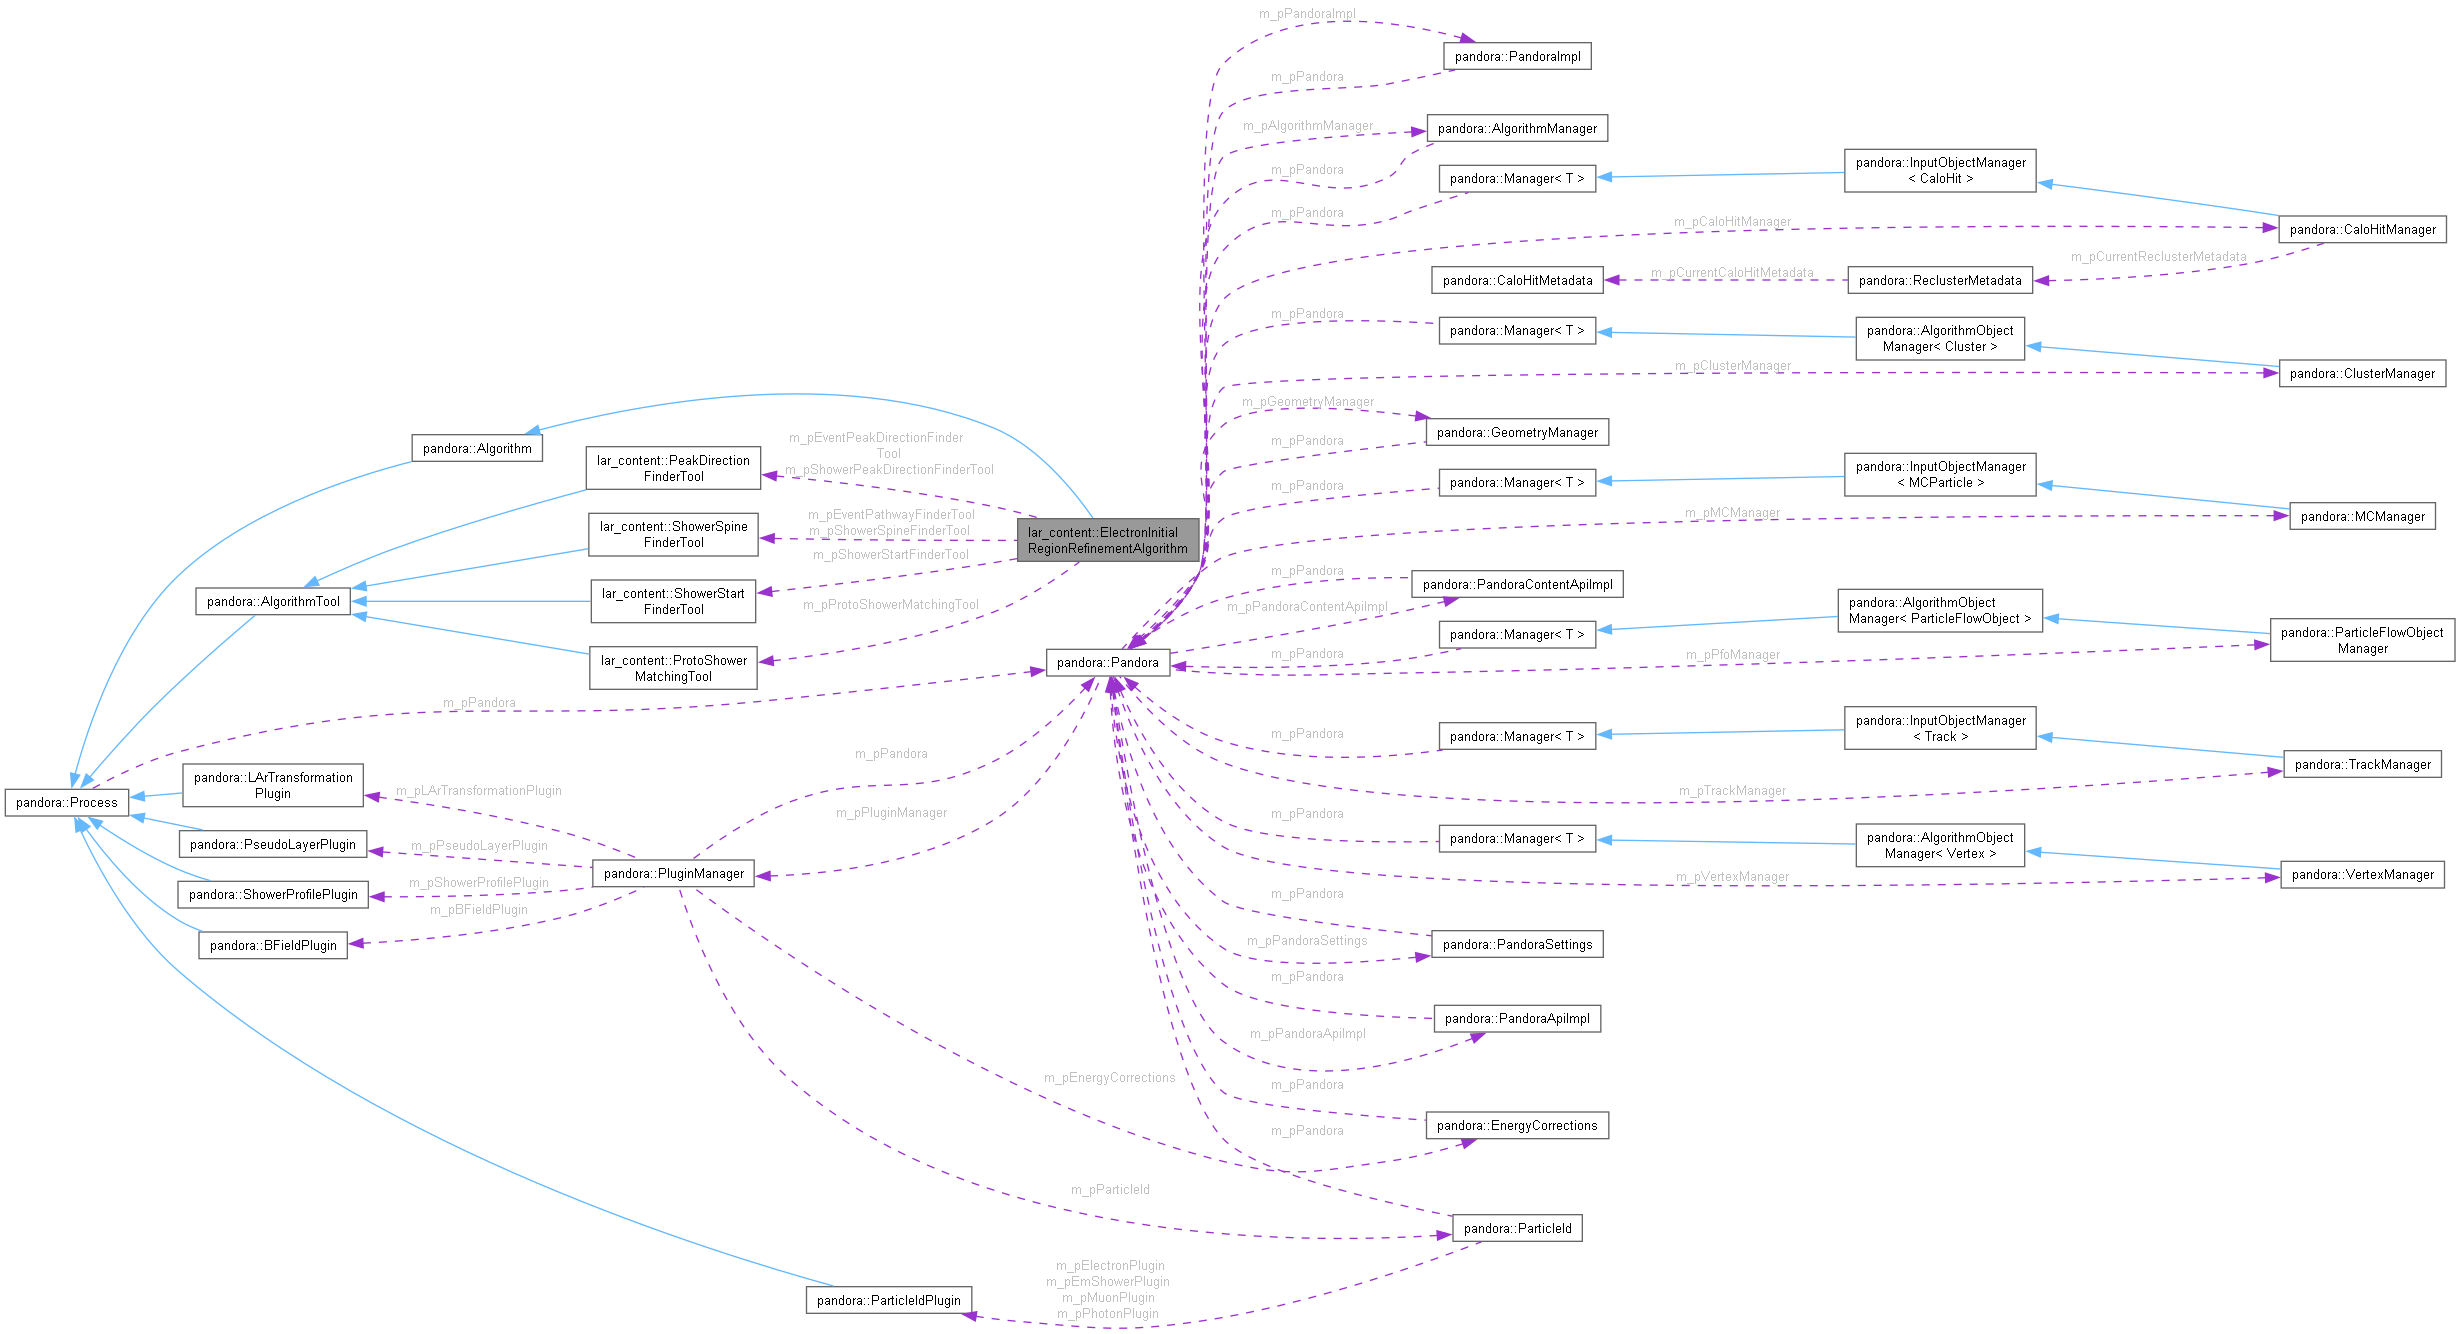 m_pPandoraImpl
pandora::PandoraImpl
m_pPandora
m_pAlgorithmManager
pandora::AlgorithmManager
m_pPandora
pandora::Manager< T >
pandora::InputObjectManager
< CaloHit >
m_pPandora
m_pCaloHitManager
pandora::CaloHitManager
m_pCurrentReclusterMetadata
pandora::CaloHitMetadata
m_pCurrentCaloHitMetadata
pandora::ReclusterMetadata
m_pPandora
pandora::Manager< T >
pandora::AlgorithmObject
Manager< Cluster >
m_pClusterManager
pandora::ClusterManager
m_pGeometryManager
pandora::GeometryManager
m_pPandora
pandora::Algorithm
m_pEventPeakDirectionFinder
Tool
m_pShowerPeakDirectionFinderTool
lar_content::PeakDirection
FinderTool
m_pPandora
pandora::Manager< T >
pandora::InputObjectManager
< MCParticle >
m_pMCManager
pandora::MCManager
lar_content::ShowerSpine
FinderTool
m_pEventPathwayFinderTool
m_pShowerSpineFinderTool
lar_content::ElectronInitial
RegionRefinementAlgorithm
m_pShowerStartFinderTool
m_pPandora
pandora::PandoraContentApiImpl
pandora::AlgorithmTool
lar_content::ShowerStart
FinderTool
m_pProtoShowerMatchingTool
m_pPandoraContentApiImpl
pandora::Manager< T >
pandora::AlgorithmObject
Manager< ParticleFlowObject >
pandora::ParticleFlowObject
Manager
lar_content::ProtoShower
MatchingTool
pandora::Pandora
m_pPandora
m_pPfoManager
m_pPandora
m_pPandora
pandora::Manager< T >
pandora::InputObjectManager
< Track >
pandora::TrackManager
m_pTrackManager
m_pPandora
pandora::LArTransformation
Plugin
m_pLArTransformationPlugin
pandora::Process
m_pPluginManager
m_pPandora
pandora::Manager< T >
pandora::AlgorithmObject
Manager< Vertex >
pandora::PseudoLayerPlugin
m_pPseudoLayerPlugin
pandora::PluginManager
m_pVertexManager
pandora::VertexManager
pandora::ShowerProfilePlugin
m_pShowerProfilePlugin
m_pPandora
m_pBFieldPlugin
pandora::BFieldPlugin
m_pPandoraSettings
pandora::PandoraSettings
m_pPandora
pandora::PandoraApiImpl
m_pPandoraApiImpl
m_pEnergyCorrections
m_pPandora
pandora::EnergyCorrections
m_pPandora
m_pParticleId
pandora::ParticleId
m_pElectronPlugin
m_pEmShowerPlugin
m_pMuonPlugin
m_pPhotonPlugin
pandora::ParticleIdPlugin